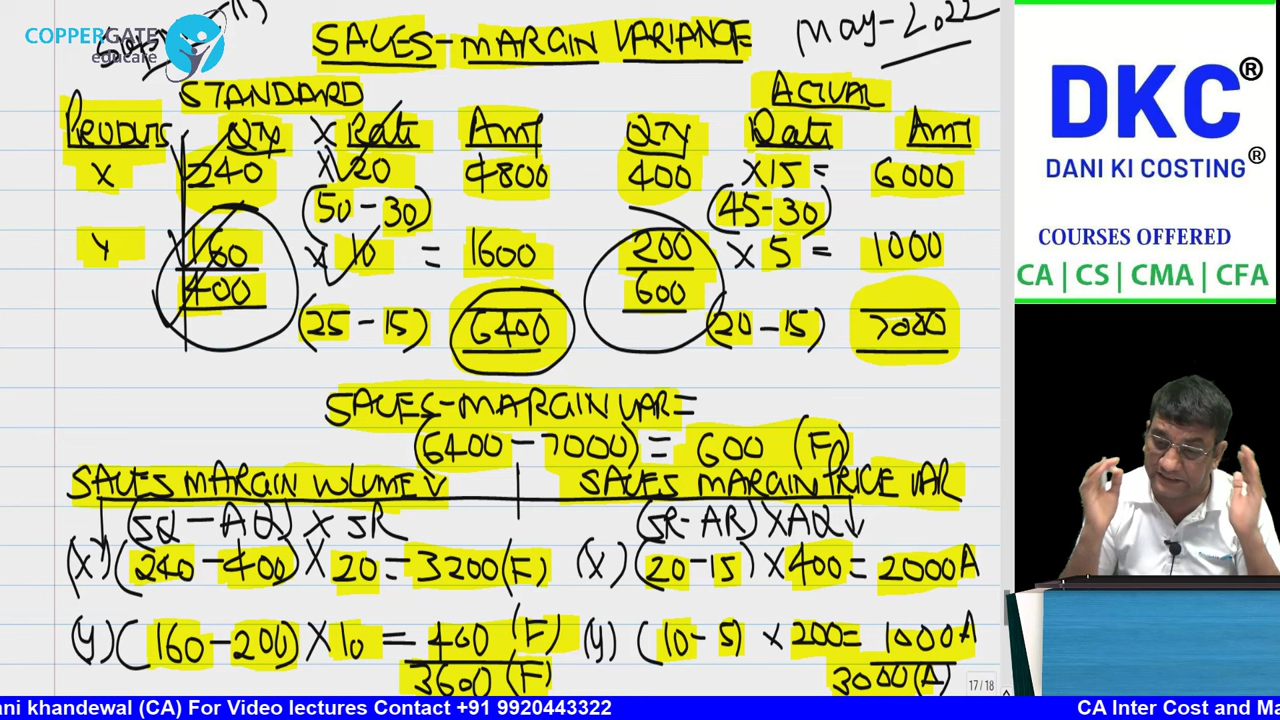 COPPERGATE
educate
SALES-MARGIN VARIANCE
May-2022
STANDARD
ACTUAL
Products Qty X Rate Amt Qty Rate Amt
X 240 X 20 4800 400 X15 = 6000
(50-30) (45-30)
Y 160 X 10 = 1600 200 X 5 = 1000
400 600
(25-15) 6400 (20-15) 7000
SALES-MARGIN VAR=
(6400-7000) = 600 (F)
SALES MARGIN VOLUME V SALES MARGIN PRICE VAR
(SQ - AQ) X SR (SR-AR) X AQ
(X) (240-400) X 20 = 3200 (F) (X) (20-15) X 400 = 2000A
(Y) (160-200) X 10 = 400 (F) (Y) (10-5) X 200 = 1000A
3600 (F) 3000(A)
17/18
DKC®
DANI KI COSTING®
COURSES OFFERED
CA | CS | CMA | CFA
ani khandewal (CA) For Video lectures Contact +91 9920443322 CA Inter Cost and Ma